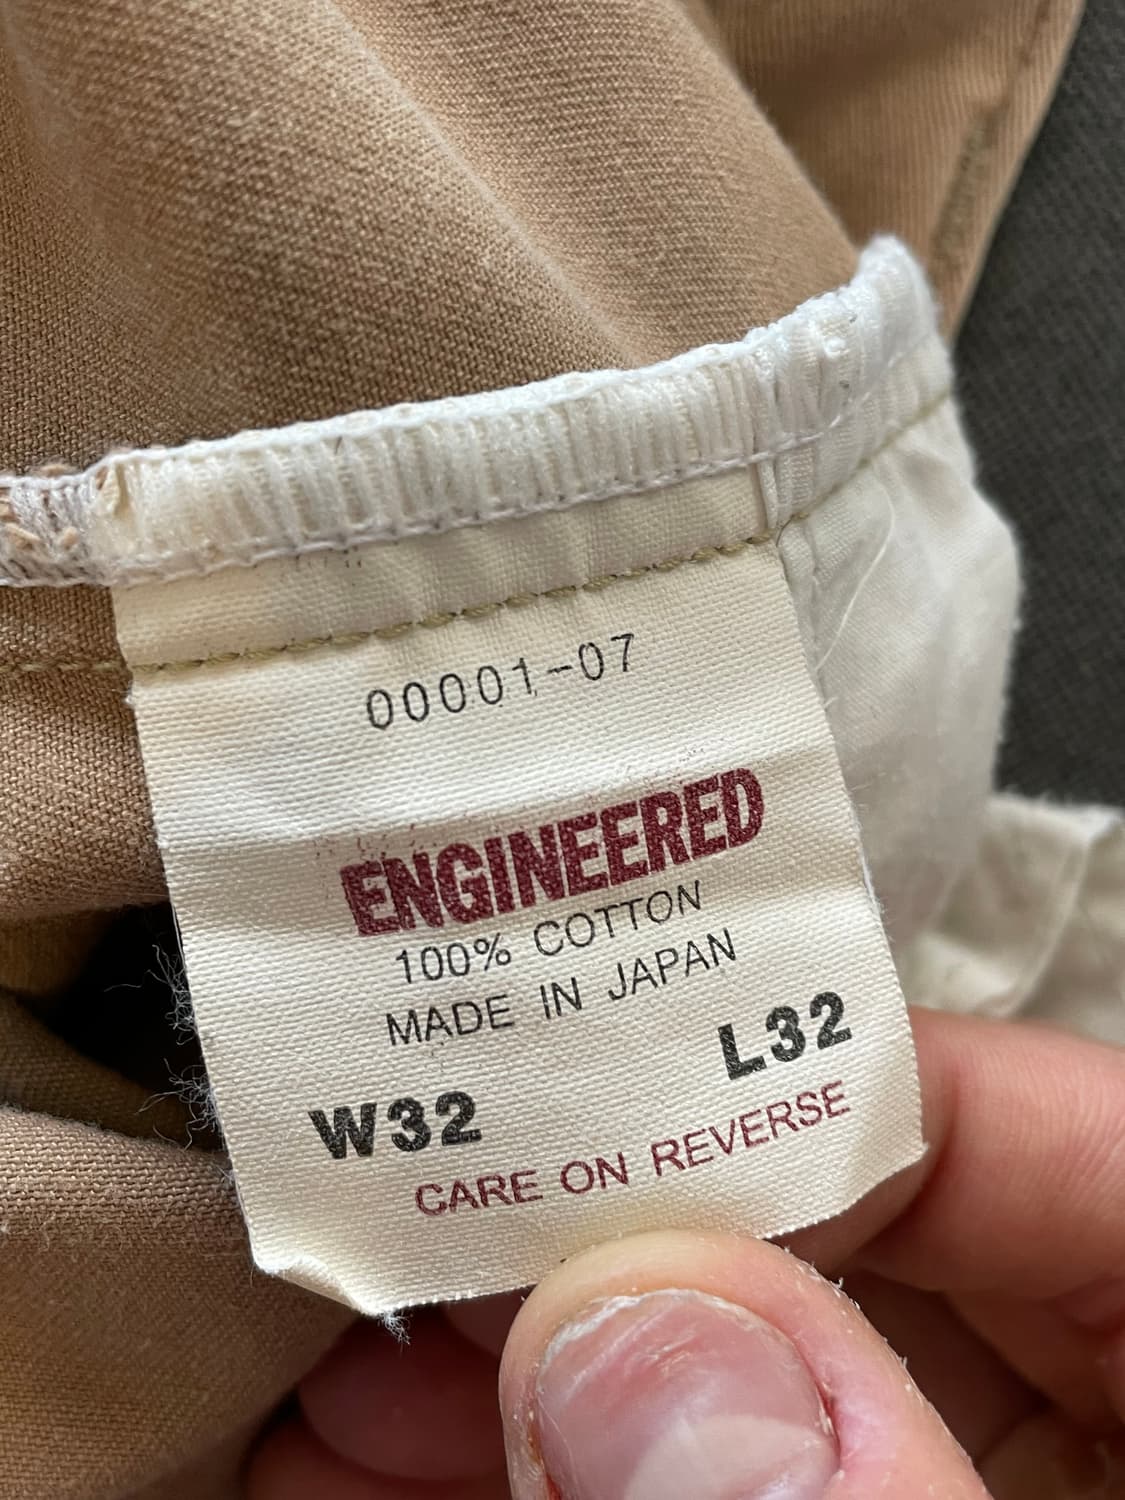 00001-07
ENGINEERED
100% COTTON
MADE IN JAPAN
W32 L32
CARE ON REVERSE